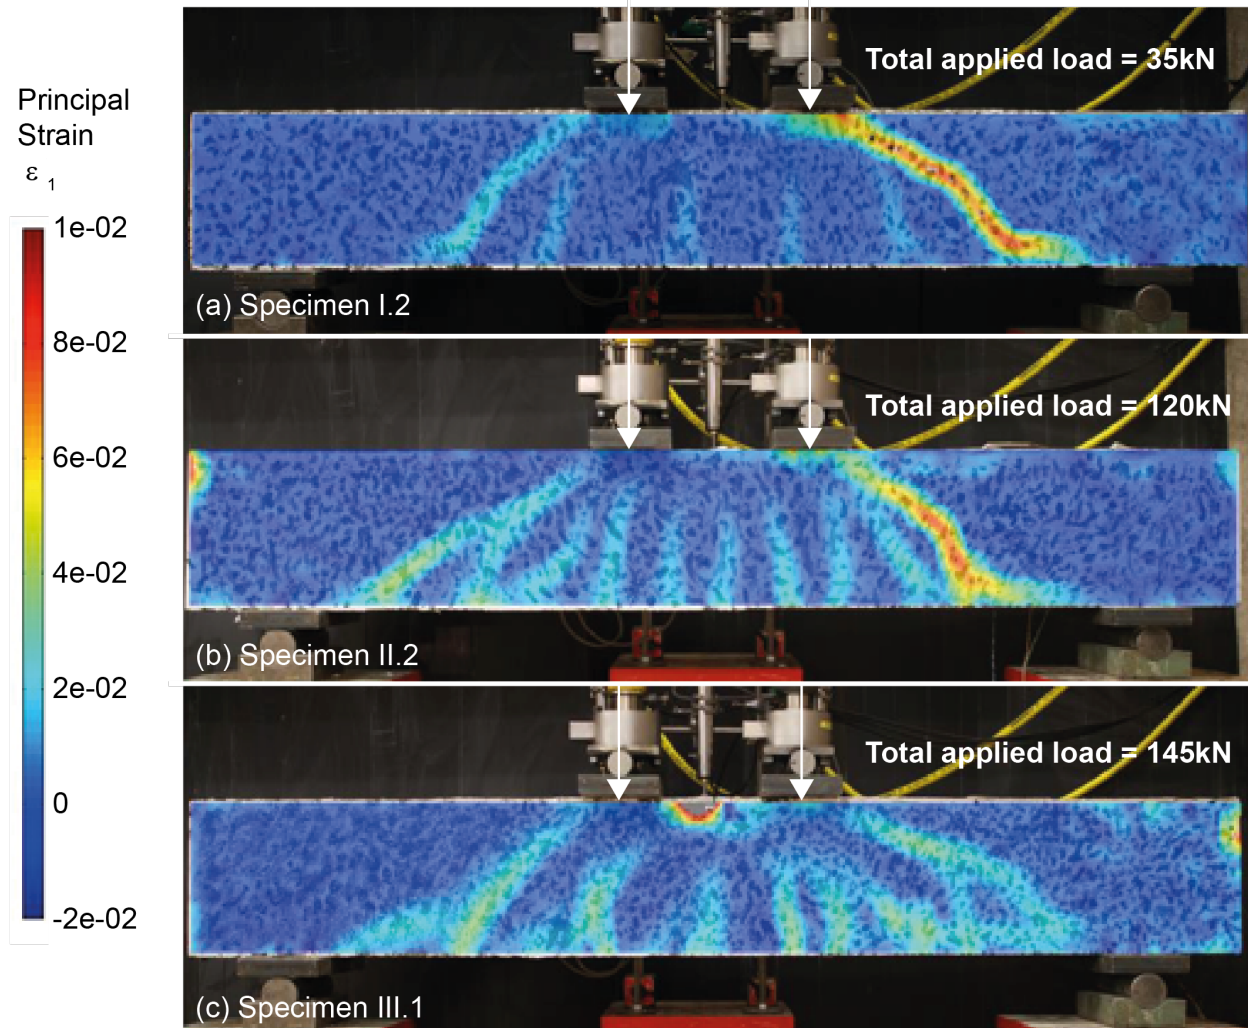 Principal
Strain
ε 1
1e-02
8e-02
6e-02
4e-02
2e-02
0
-2e-02
Total applied load = 35kN
(a) Specimen I.2
Total applied load = 120kN
(b) Specimen II.2
Total applied load = 145kN
(c) Specimen III.1